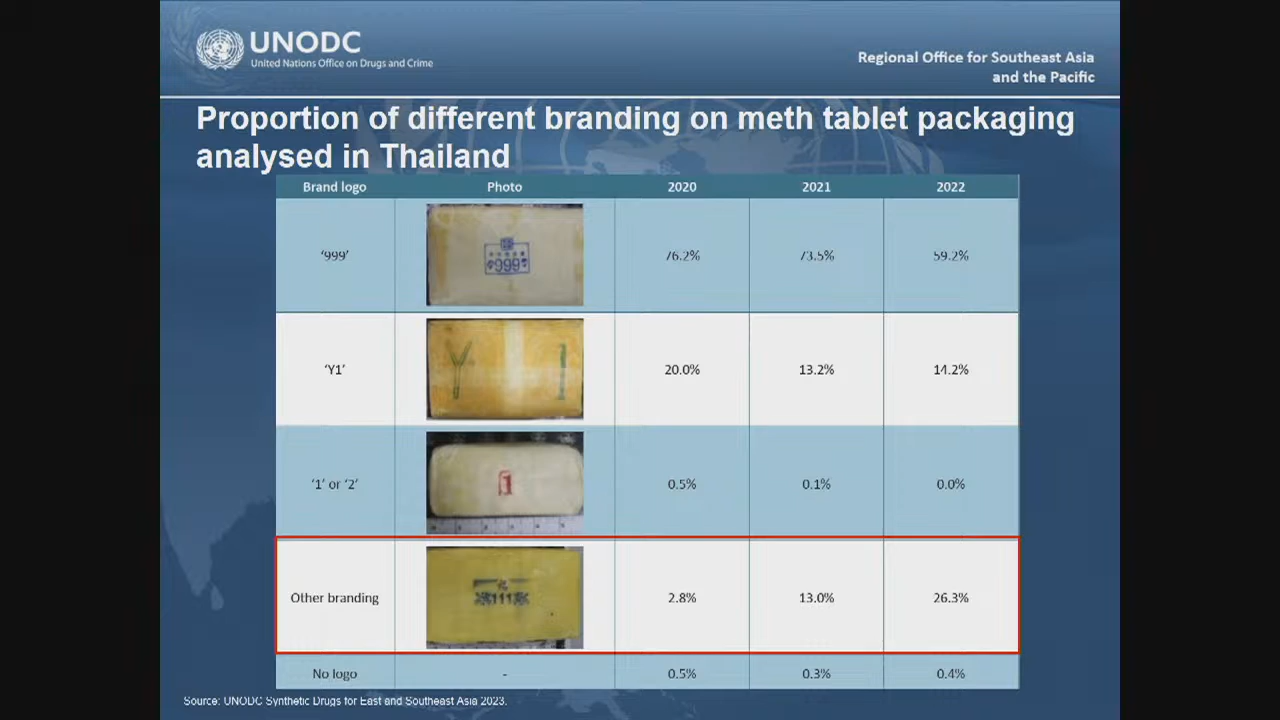 UNODC
United Nations Office on Drugs and Crime
Regional Office for Southeast Asia
and the Pacific
Proportion of different branding on meth tablet packaging
analysed in Thailand
Brand logo Photo 2020 2021 2022
'999' 999 76.2% 73.5% 59.2%
'Y1' Y 1 20.0% 13.2% 14.2%
'1' or '2' 1 0.5% 0.1% 0.0%
Other branding 111 2.8% 13.0% 26.3%
No logo - 0.5% 0.3% 0.4%
Source: UNODC Synthetic Drugs for East and Southeast Asia 2023.